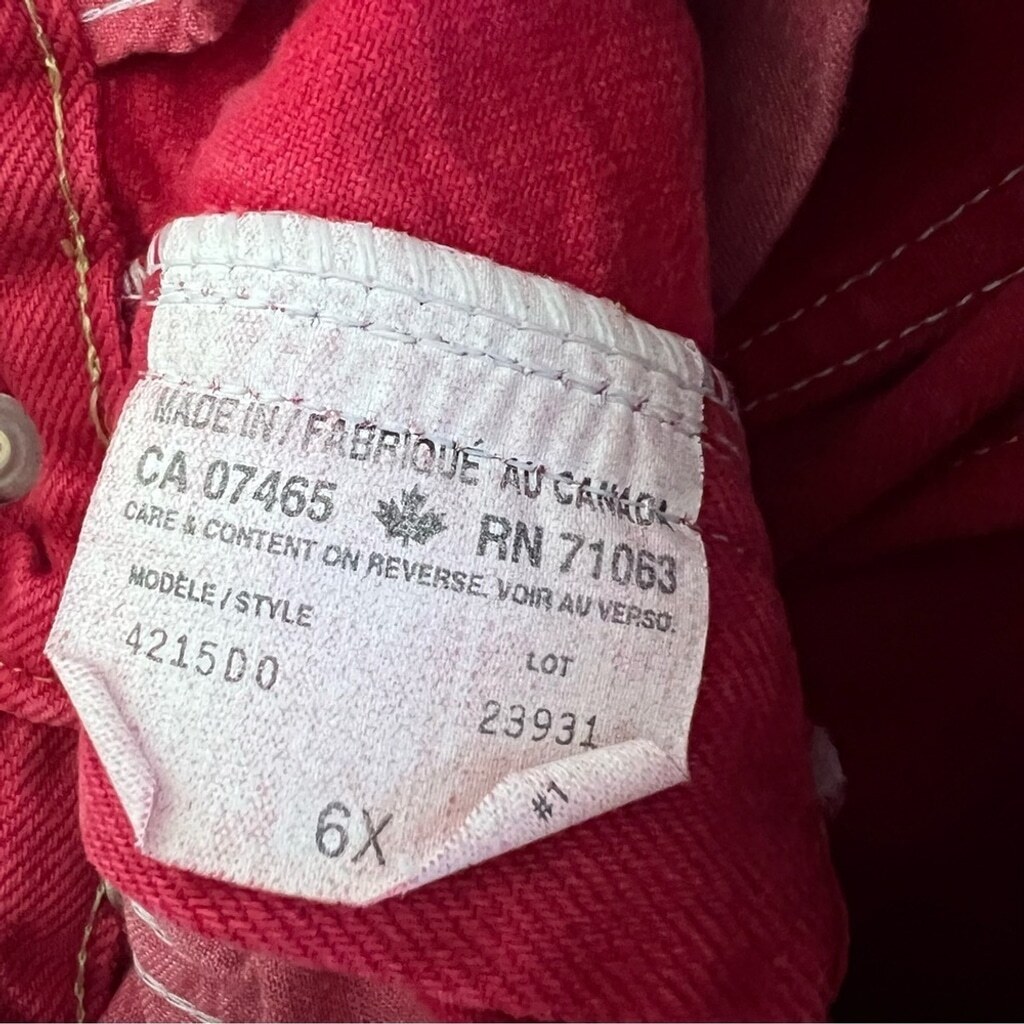 MADE IN / FABRIQUÉ AU CANADA
CA 07465 RN 71063
CARE & CONTENT ON REVERSE. VOIR AU VERSO.
MODÈLE / STYLE
4215D0
LOT
23931
#1
6X